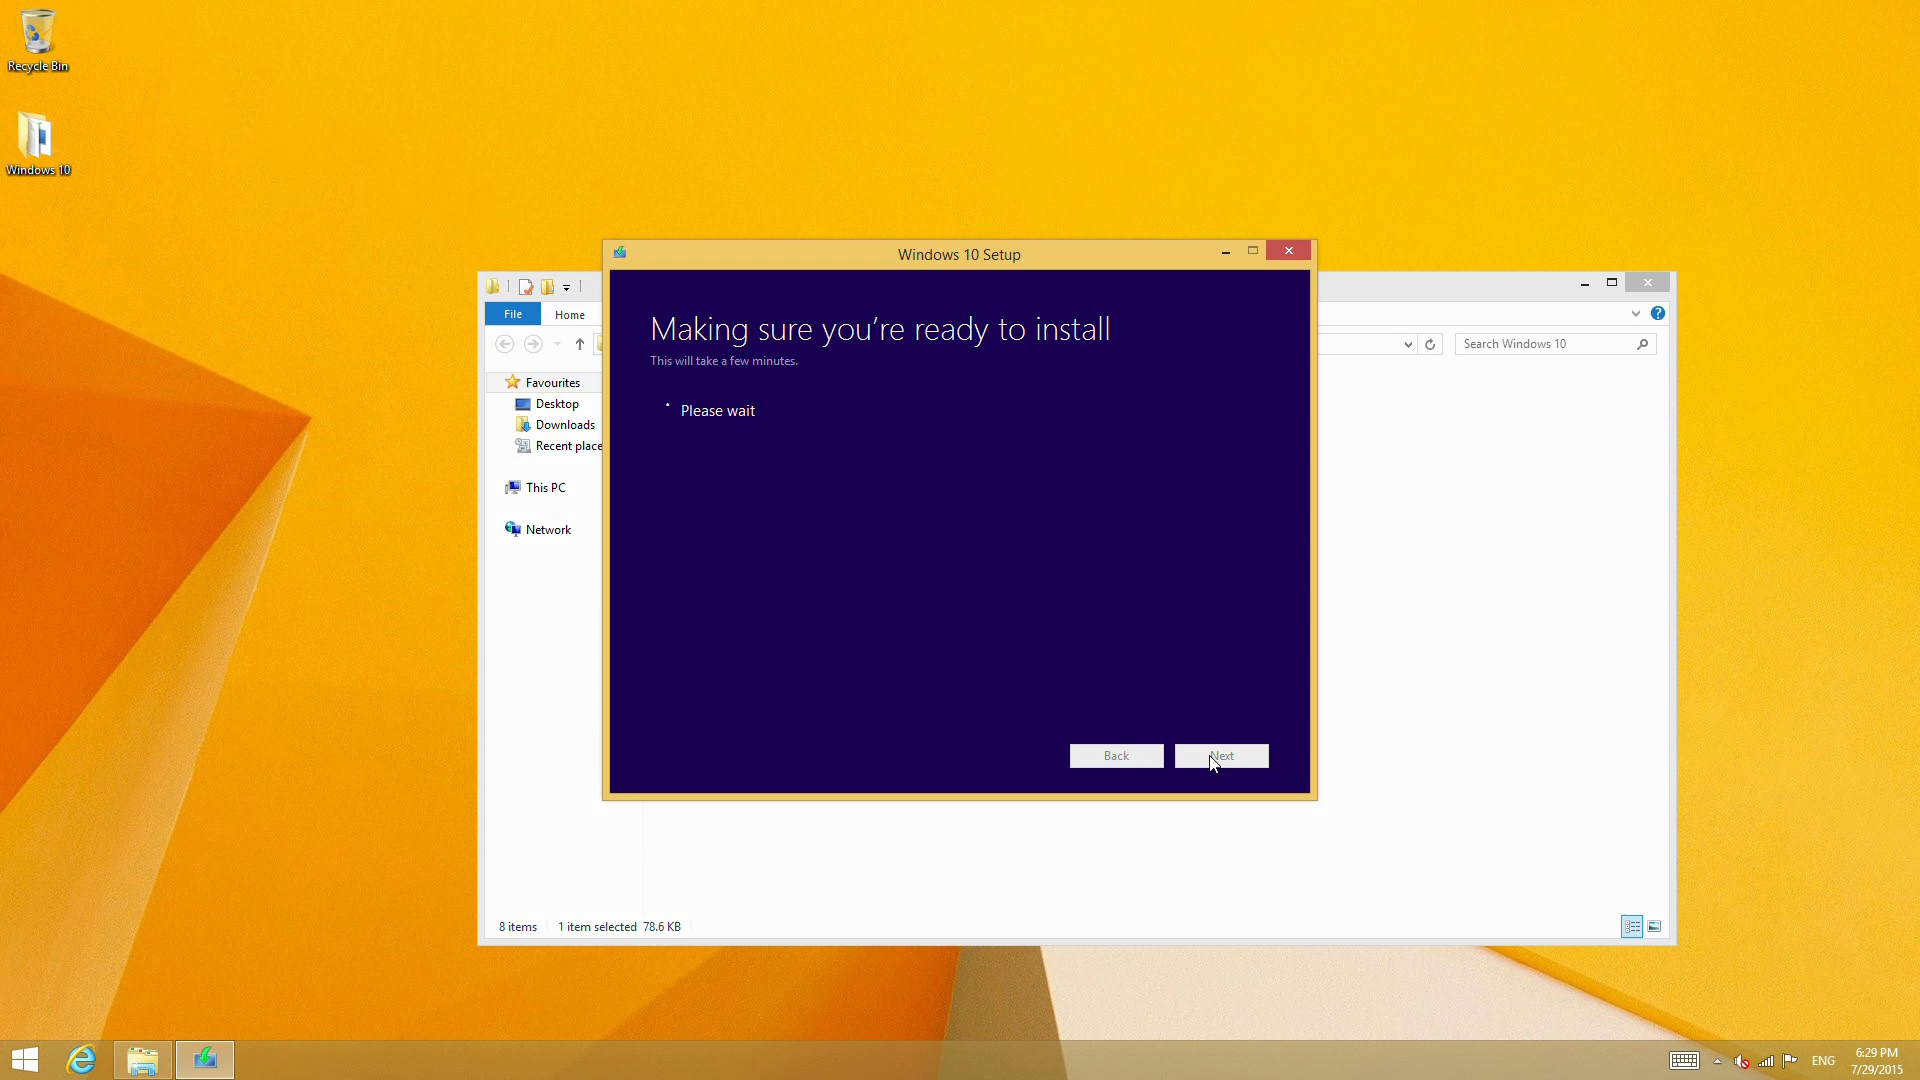 Recycle Bin
Windows 10
Windows 10 Setup
Making sure you're ready to install
This will take a few minutes.
Please wait
Back
Next
File
Home
Search Windows 10
Favourites
Desktop
Downloads
Recent place
This PC
Network
8 items
1 item selected 78.6 KB
ENG
6:29 PM
7/29/2015